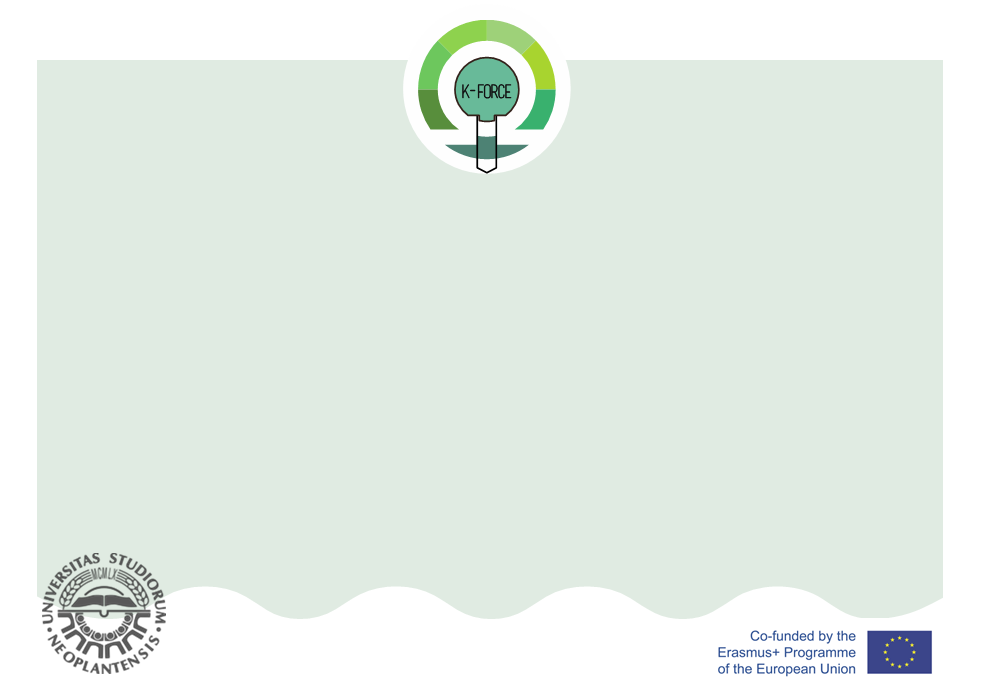 K-FORCE
UNIVERSITAS STUDIORUM
MCMLX
• NEOPLANTENSIS •
Co-funded by the
Erasmus+ Programme
of the European Union